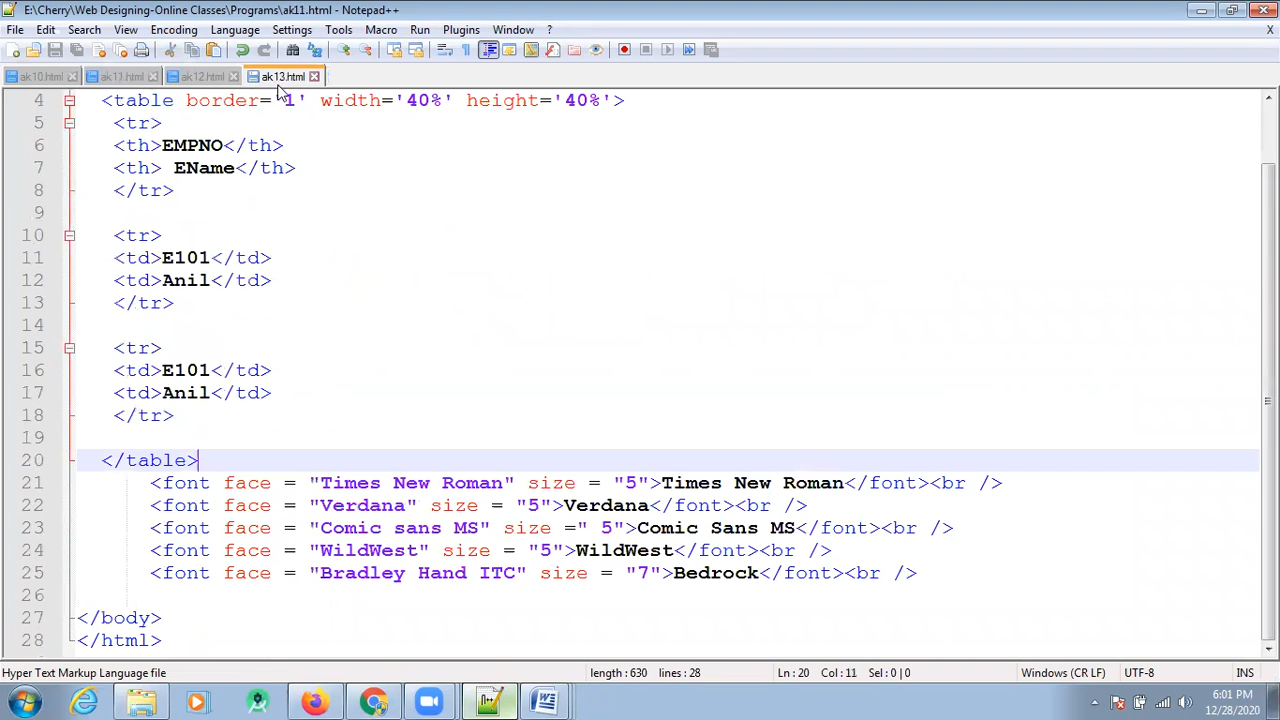 E:\Cherry\Web Designing-Online Classes\Programs\ak11.html - Notepad++
File Edit Search View Encoding Language Settings Tools Macro Run Plugins Window ? X
ak10.html ak11.html ak12.html ak13.html
4 <table border='1' width='40%' height='40%'>
5 <tr>
6 <th>EMPNO</th>
7 <th> EName</th>
8 </tr>
9
10 <tr>
11 <td>E101</td>
12 <td>Anil</td>
13 </tr>
14
15 <tr>
16 <td>E101</td>
17 <td>Anil</td>
18 </tr>
19
20 </table>
21 <font face = "Times New Roman" size = "5">Times New Roman</font><br />
22 <font face = "Verdana" size = "5">Verdana</font><br />
23 <font face = "Comic sans MS" size =" 5">Comic Sans MS</font><br />
24 <font face = "WildWest" size = "5">WildWest</font><br />
25 <font face = "Bradley Hand ITC" size = "7">Bedrock</font><br />
26
27 </body>
28 </html>
Hyper Text Markup Language file length : 630 lines : 28 Ln : 20 Col : 11 Sel : 0 | 0 Windows (CR LF) UTF-8 INS
6:01 PM
12/28/2020